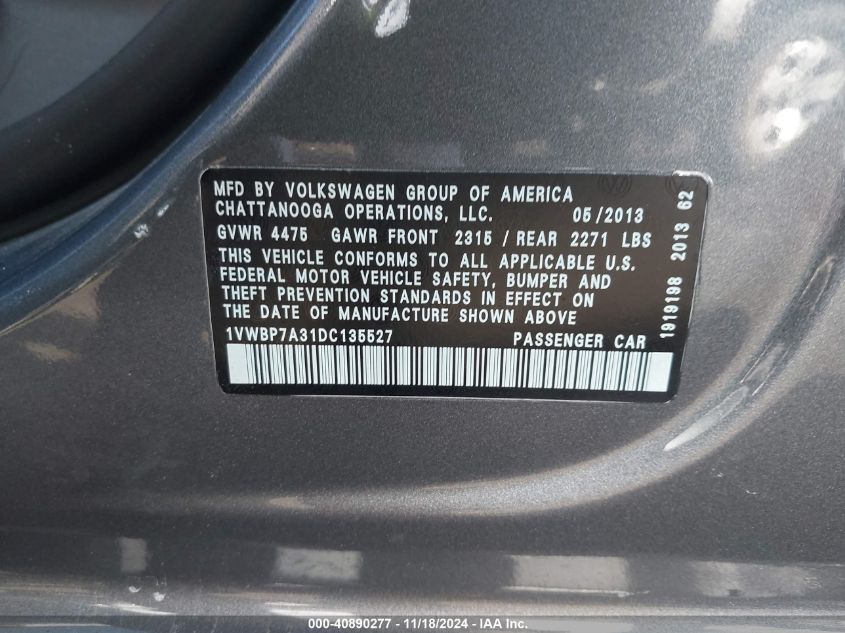 MFD BY VOLKSWAGEN GROUP OF AMERICA
CHATTANOOGA OPERATIONS, LLC. 05/2013
GVWR 4475 GAWR FRONT 2315 / REAR 2271 LBS
THIS VEHICLE CONFORMS TO ALL APPLICABLE U.S.
FEDERAL MOTOR VEHICLE SAFETY, BUMPER AND
THEFT PREVENTION STANDARDS IN EFFECT ON
THE DATE OF MANUFACTURE SHOWN ABOVE
1VWBP7A31DC135527 PASSENGER CAR
1919198 2013 62
000-40890277 - 11/18/2024 - IAA Inc.